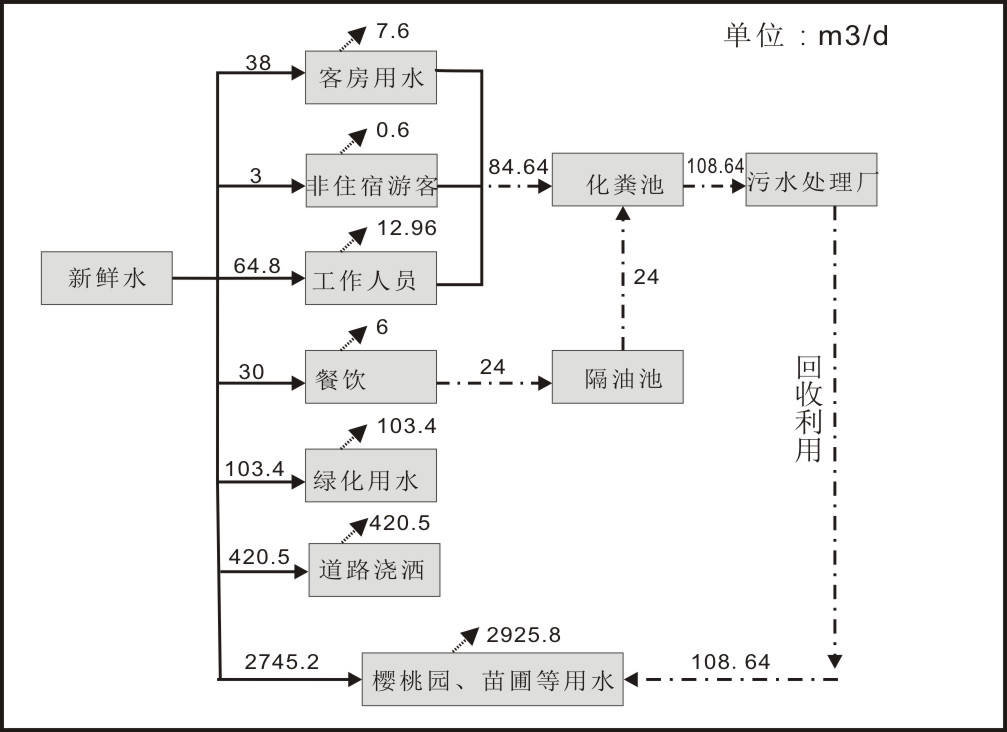 单位：m3/d
7.6
38
客房用水
0.6
3
非住宿游客
84.64
化粪池
108.64
污水处理厂
12.96
新鲜水
64.8
工作人员
24
6
30
餐饮
24
隔油池
回收利用
103.4
103.4
绿化用水
420.5
420.5
道路浇洒
2925.8
2745.2
樱桃园、苗圃等用水
108. 64